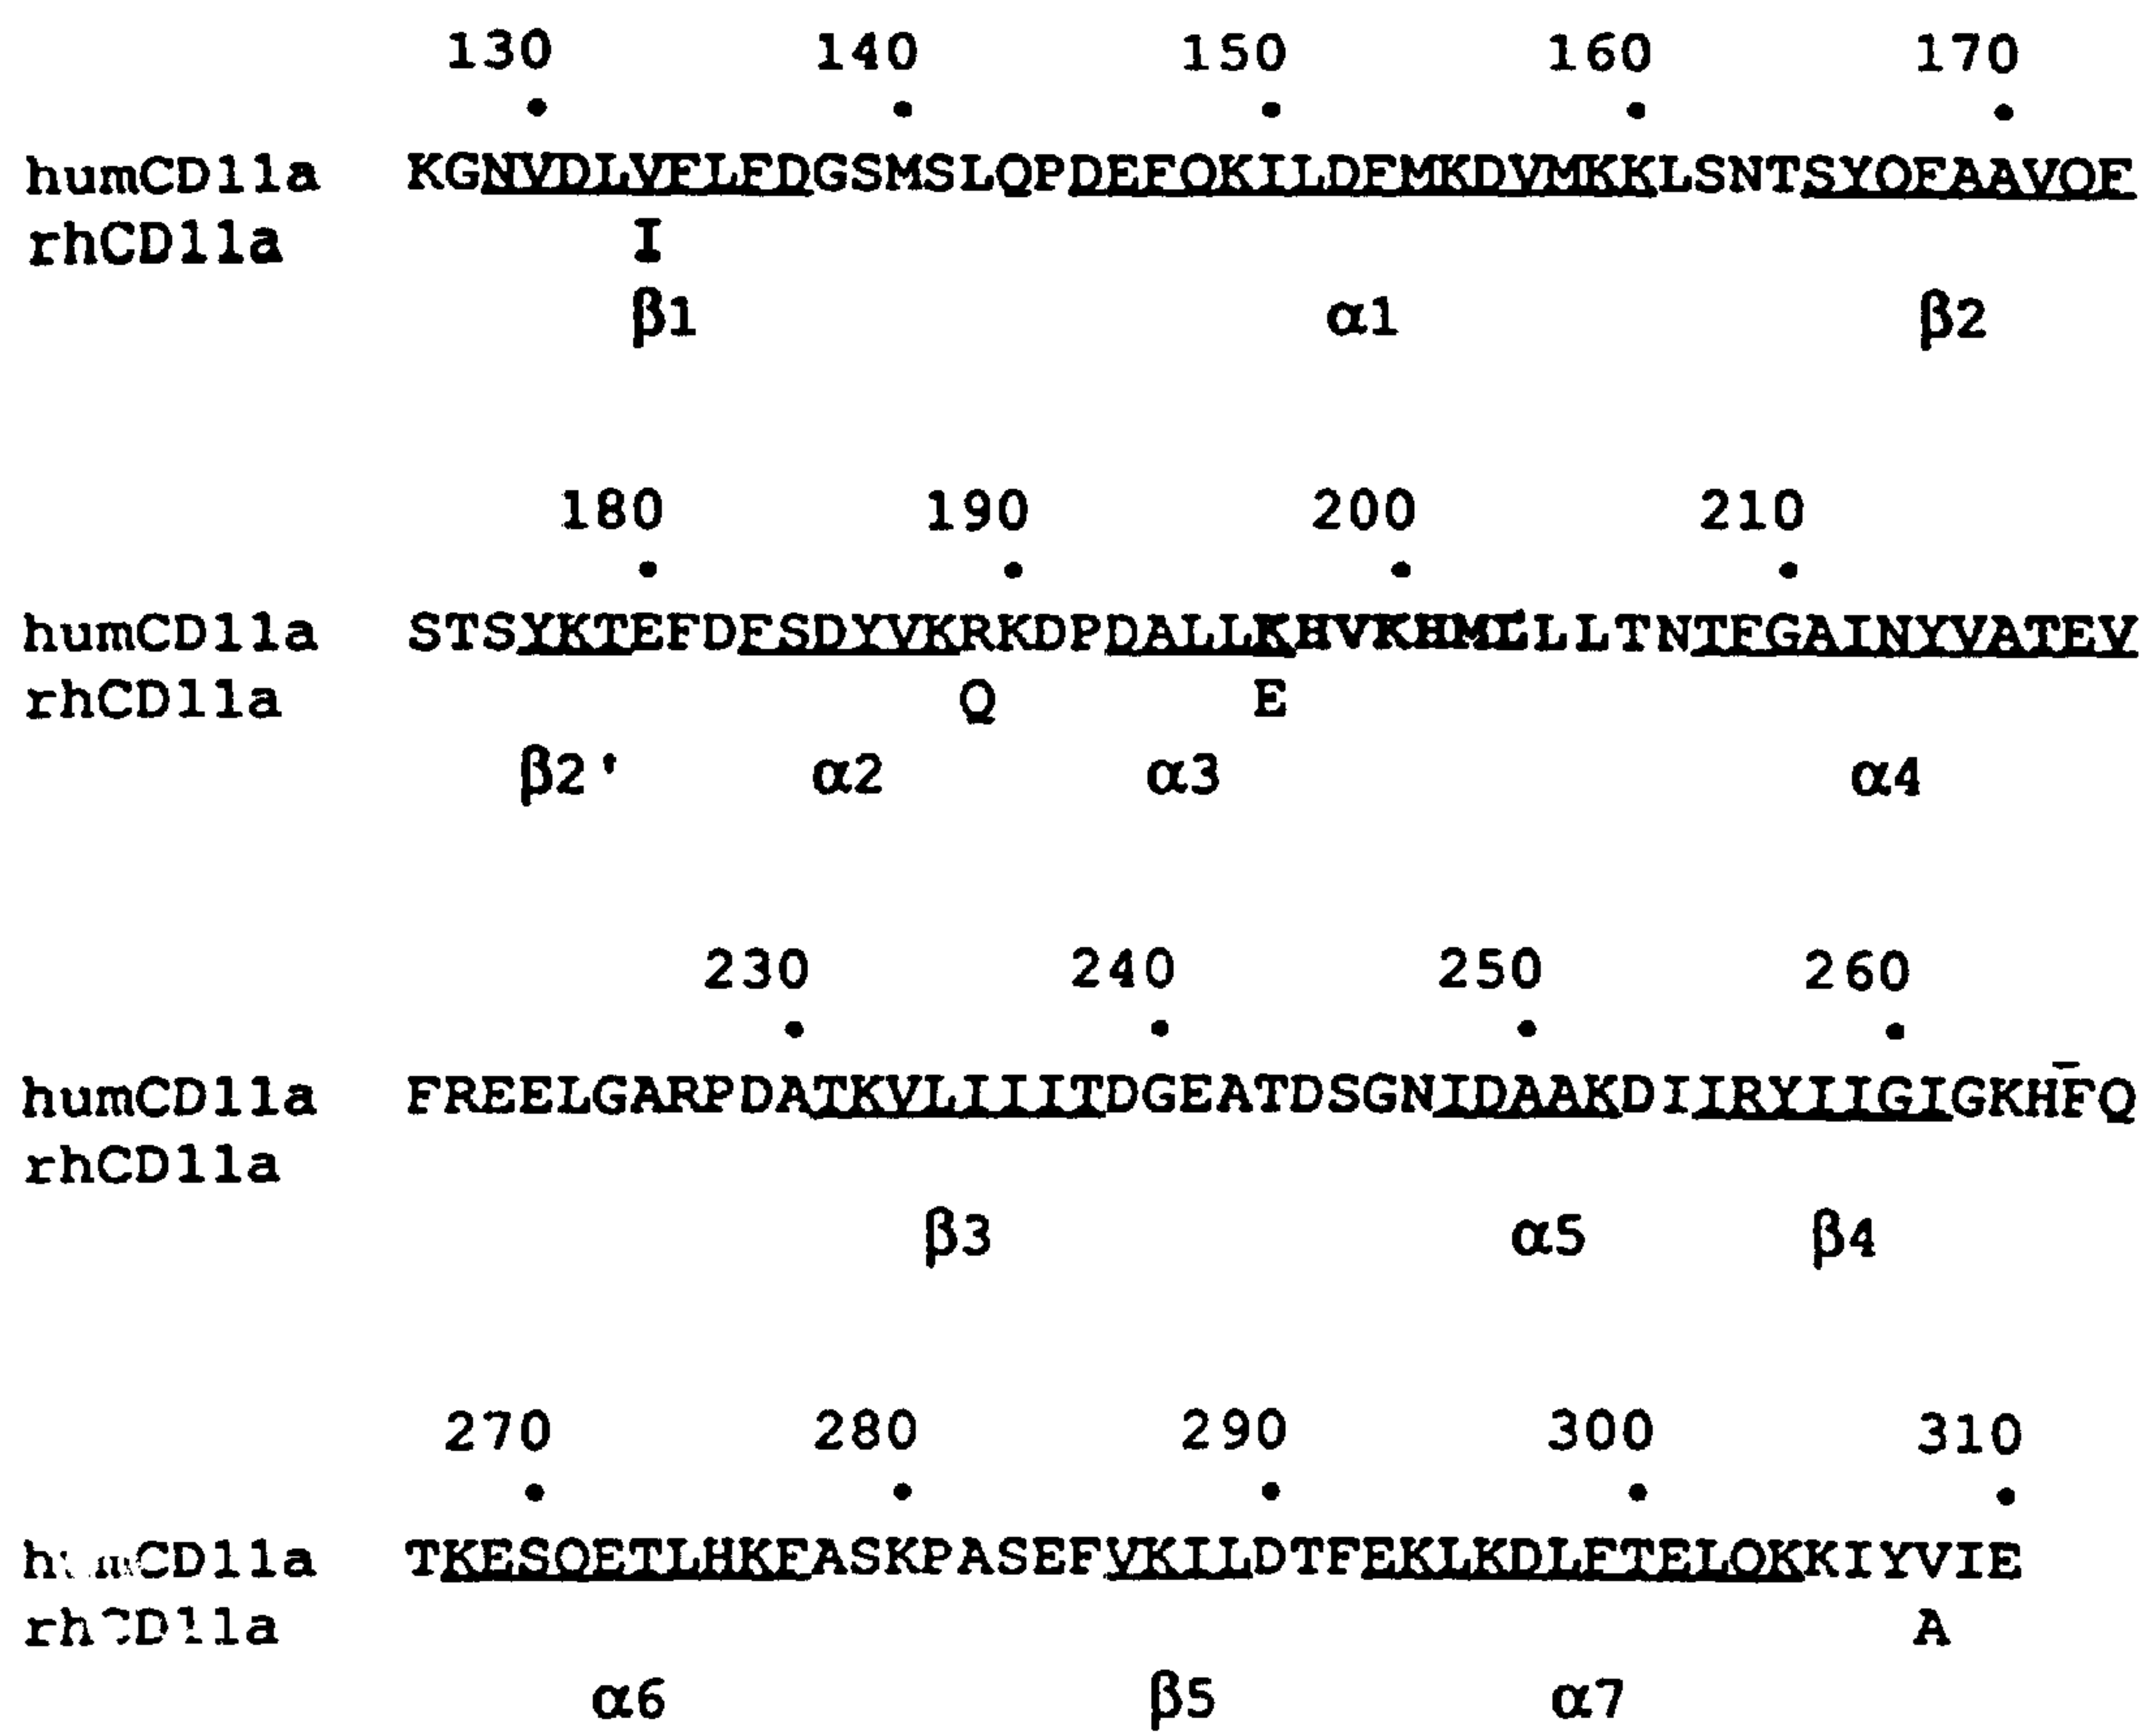 130 140 150 160 170
• • • • •
humCD11a KGNVDLVFLFDGSMSLQPDEFQKILDFMKDVMKKLSNTSYQFAAVQF
rhCD11a I
β1 α1 β2
180 190 200 210
• • • •
humCD11a STSYKTEFDFSDYVKRKDPDALLKHVKHMLLLTNTFGAINYVATEV
rhCD11a Q E
β2' α2 α3 α4
230 240 250 260
• • • •
humCD11a FREELGARPDATKVLIIITDGEATDSGNIDAAKDIIRYIIGIGKHFQ
rhCD11a
β3 α5 β4
270 280 290 300 310
• • • • •
humCD11a TKESQETLHKFASKPASEFVKILDTFEKLKDLFTELQKKIYVIE
rhCD11a A
α6 β5 α7